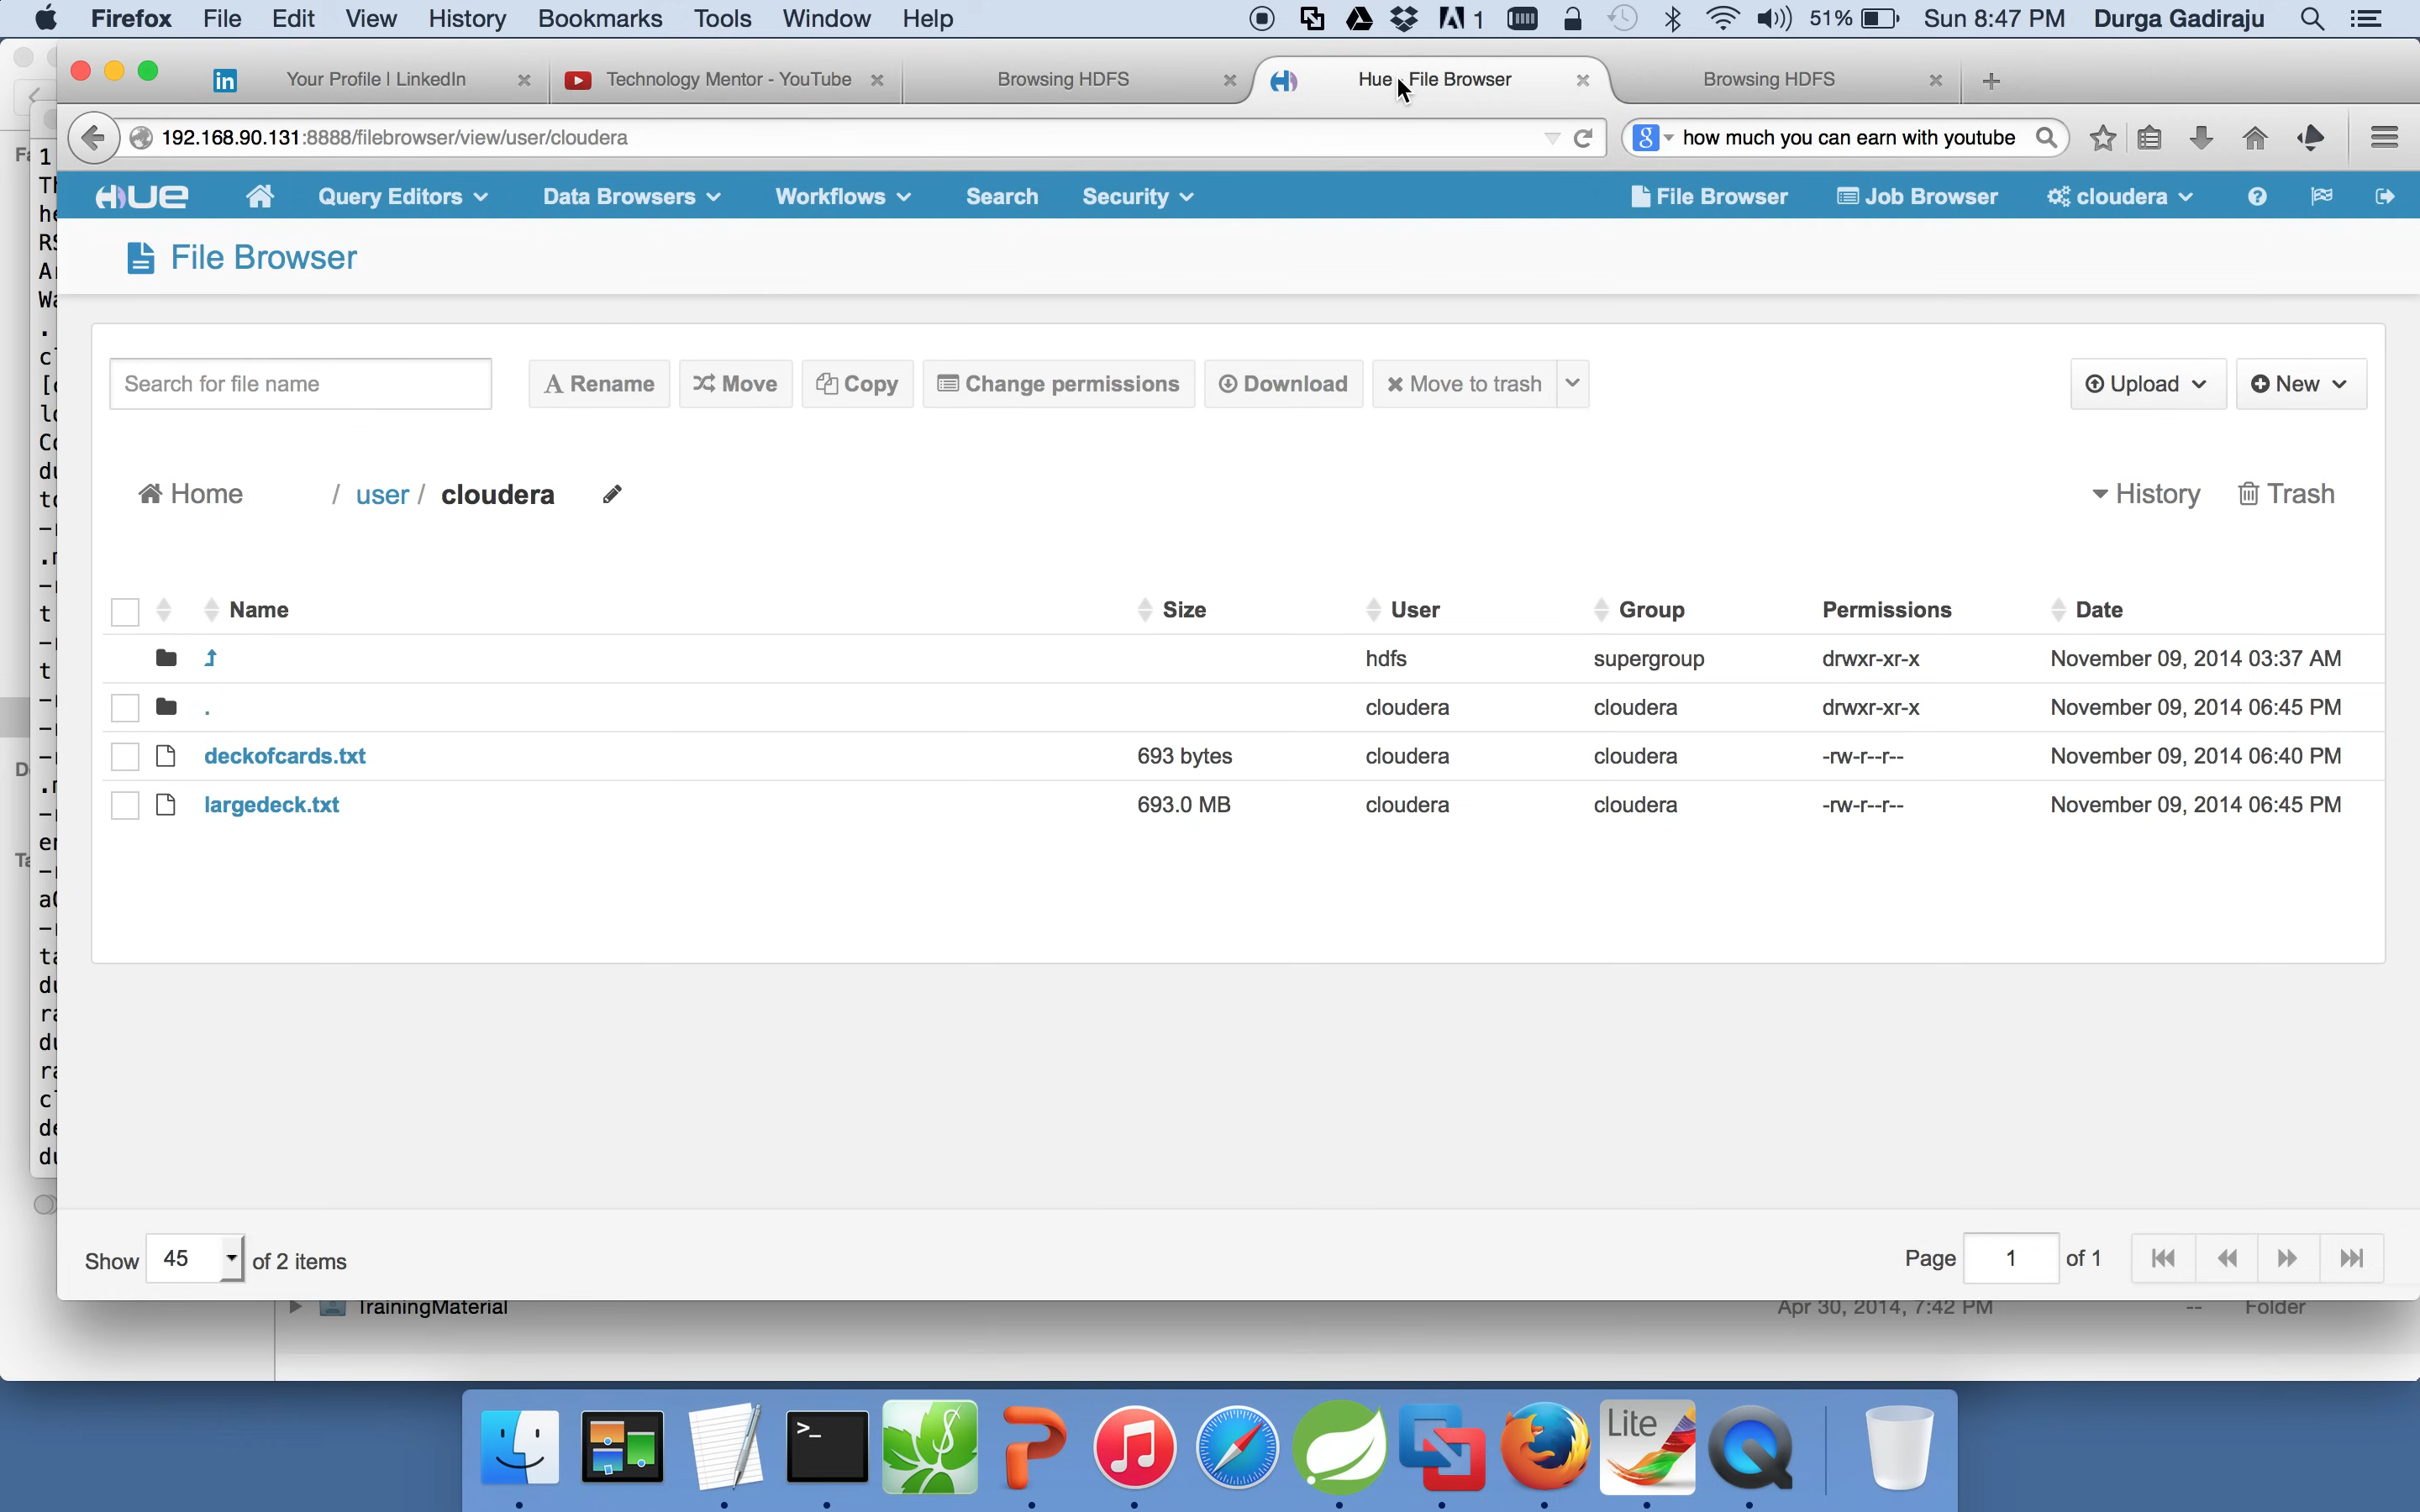 Firefox File Edit View History Bookmarks Tools Window Help 1 51% Sun 8:47 PM Durga Gadiraju
Your Profile | LinkedIn Technology Mentor - YouTube Browsing HDFS Hue - File Browser Browsing HDFS
192.168.90.131:8888/filebrowser/view/user/cloudera how much you can earn with youtube
HUE Query Editors Data Browsers Workflows Search Security File Browser Job Browser cloudera
File Browser
Search for file name Rename Move Copy Change permissions Download Move to trash Upload New
Home / user / cloudera History Trash
Name Size User Group Permissions Date
hdfs supergroup drwxr-xr-x November 09, 2014 03:37 AM
. cloudera cloudera drwxr-xr-x November 09, 2014 06:45 PM
deckofcards.txt 693 bytes cloudera cloudera -rw-r--r-- November 09, 2014 06:40 PM
largedeck.txt 693.0 MB cloudera cloudera -rw-r--r-- November 09, 2014 06:45 PM
Show 45 of 2 items Page 1 of 1
TrainingMaterial Apr 30, 2014, 7:42 PM -- Folder
Lite